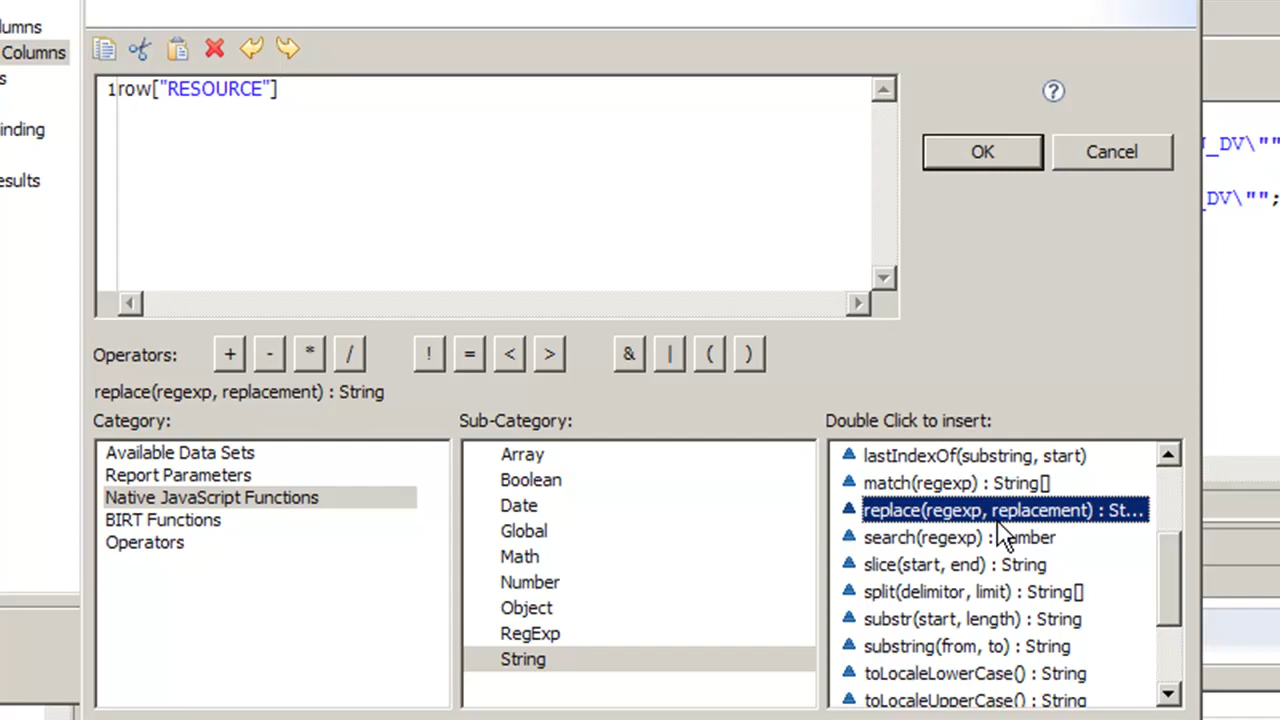 lumns
Columns
s
inding
esults
1row["RESOURCE"]
?
OK
Cancel
_DV\""
_DV\"";
Operators: + - * / ! = < > & | ( )
replace(regexp, replacement) : String
Category:
Available Data Sets
Report Parameters
Native JavaScript Functions
BIRT Functions
Operators
Sub-Category:
Array
Boolean
Date
Global
Math
Number
Object
RegExp
String
Double Click to insert:
lastIndexOf(substring, start)
match(regexp) : String[]
replace(regexp, replacement) : St...
search(regexp) : Number
slice(start, end) : String
split(delimitor, limit) : String[]
substr(start, length) : String
substring(from, to) : String
toLocaleLowerCase() : String
toLocaleUpperCase() : String